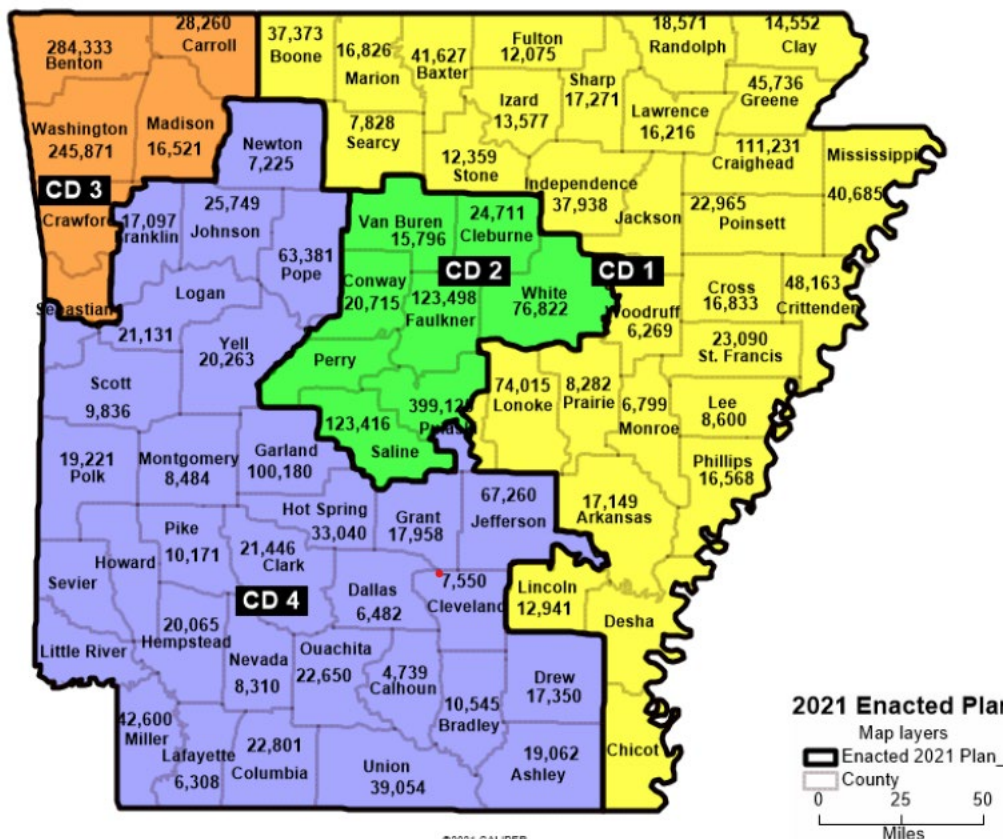 284,333
Benton
28,260
Carroll
37,373
Boone
16,826
Marion
41,627
Baxter
Fulton
12,075
18,571
Randolph
14,552
Clay
Sharp
17,271
45,736
Greene
Izard
13,577
Lawrence
16,216
Washington
245,871
Madison
16,521
Newton
7,225
7,828
Searcy
12,359
Stone
111,231
Craighead
Mississippi
40,685
Independence
37,938
Jackson
22,965
Poinsett
CD 3
Crawford
17,097
Franklin
25,749
Johnson
63,381
Pope
Van Buren
15,796
24,711
Cleburne
CD 2
CD 1
Conway
20,715
123,498
Faulkner
White
76,822
Woodruff
6,269
Cross
16,833
48,163
Crittenden
Sebastian
Logan
21,131
Yell
20,263
Perry
23,090
St. Francis
Scott
9,836
399,125
Pulaski
123,416
Saline
74,015
Lonoke
8,282
Prairie
6,799
Monroe
Lee
8,600
19,221
Polk
Montgomery
8,484
Garland
100,180
Phillips
16,568
Hot Spring
33,040
Grant
17,958
67,260
Jefferson
17,149
Arkansas
Pike
10,171
21,446
Clark
Howard
Sevier
CD 4
Dallas
6,482
7,550
Cleveland
Lincoln
12,941
Desha
Little River
20,065
Hempstead
Nevada
8,310
Ouachita
22,650
4,739
Calhoun
10,545
Bradley
Drew
17,350
42,600
Miller
Lafayette
6,308
22,801
Columbia
Union
39,054
19,062
Ashley
Chicot
2021 Enacted Plan
Map layers
Enacted 2021 Plan_
County
0 25 50
Miles